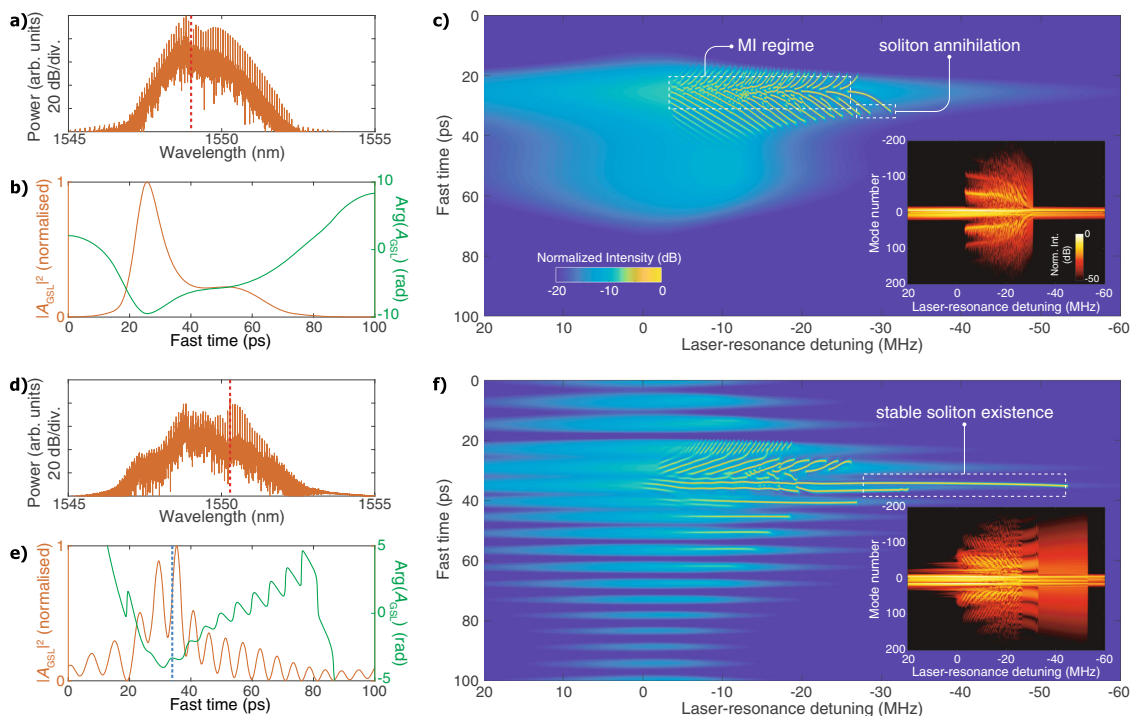 a)
Power (arb. units)
20 dB/div.
1545
1550
1555
Wavelength (nm)
b)
|A_GSL|² (normalised)
1
0
10
0
-10
Arg(A_GSL) (rad)
0
20
40
60
80
100
Fast time (ps)
c)
Fast time (ps)
0
20
40
60
80
100
MI regime
soliton annihilation
Normalized Intensity (dB)
-20
-10
0
20
10
0
-10
-20
-30
-40
-50
-60
Laser-resonance detuning (MHz)
Mode number
-200
-100
0
100
200
Norm. Int.
(dB)
0
-50
20
0
-20
-40
-60
Laser-resonance detuning (MHz)
d)
Power (arb. units)
20 dB/div.
1545
1550
1555
Wavelength (nm)
e)
|A_GSL|² (normalised)
1
0
5
0
-5
Arg(A_GSL) (rad)
0
20
40
60
80
100
Fast time (ps)
f)
Fast time (ps)
0
20
40
60
80
100
stable soliton existence
20
10
0
-10
-20
-30
-40
-50
-60
Laser-resonance detuning (MHz)
Mode number
-200
-100
0
100
200
20
0
-20
-40
-60
Laser-resonance detuning (MHz)